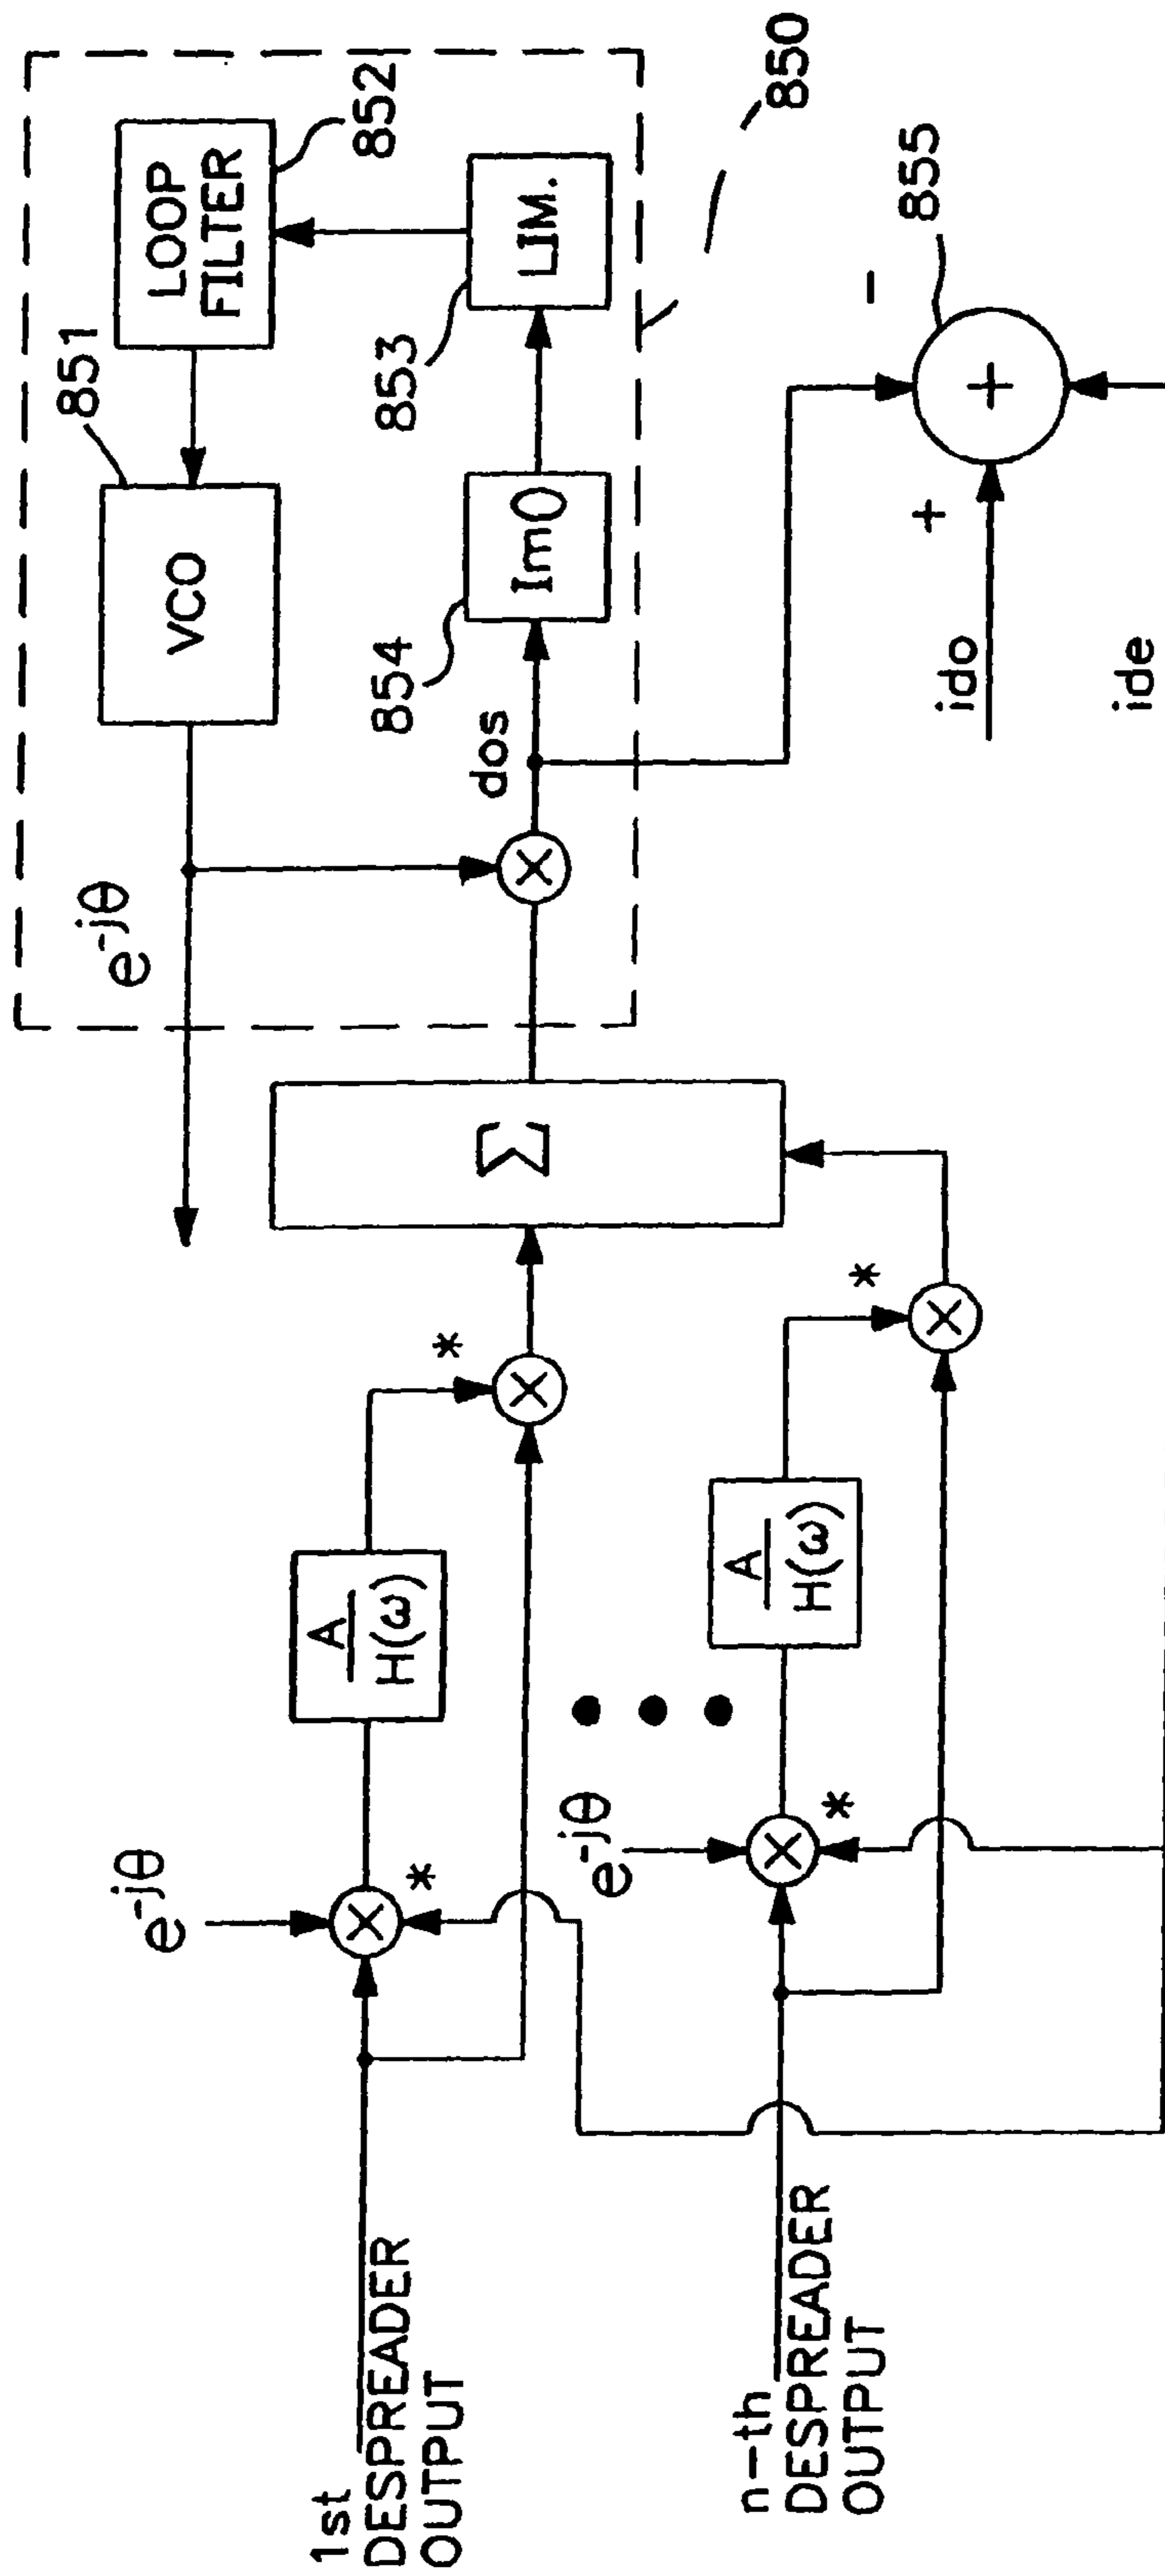 e-jθ
851
VCO
LOOP
FILTER
852
853
LIM.
854
Im()
dos
850
Σ
855
+
-
+
ido
ide
e-jθ
*
A
H(ω)
*
1st
DESPREADER
OUTPUT
e-jθ
*
A
H(ω)
*
n-th
DESPREADER
OUTPUT